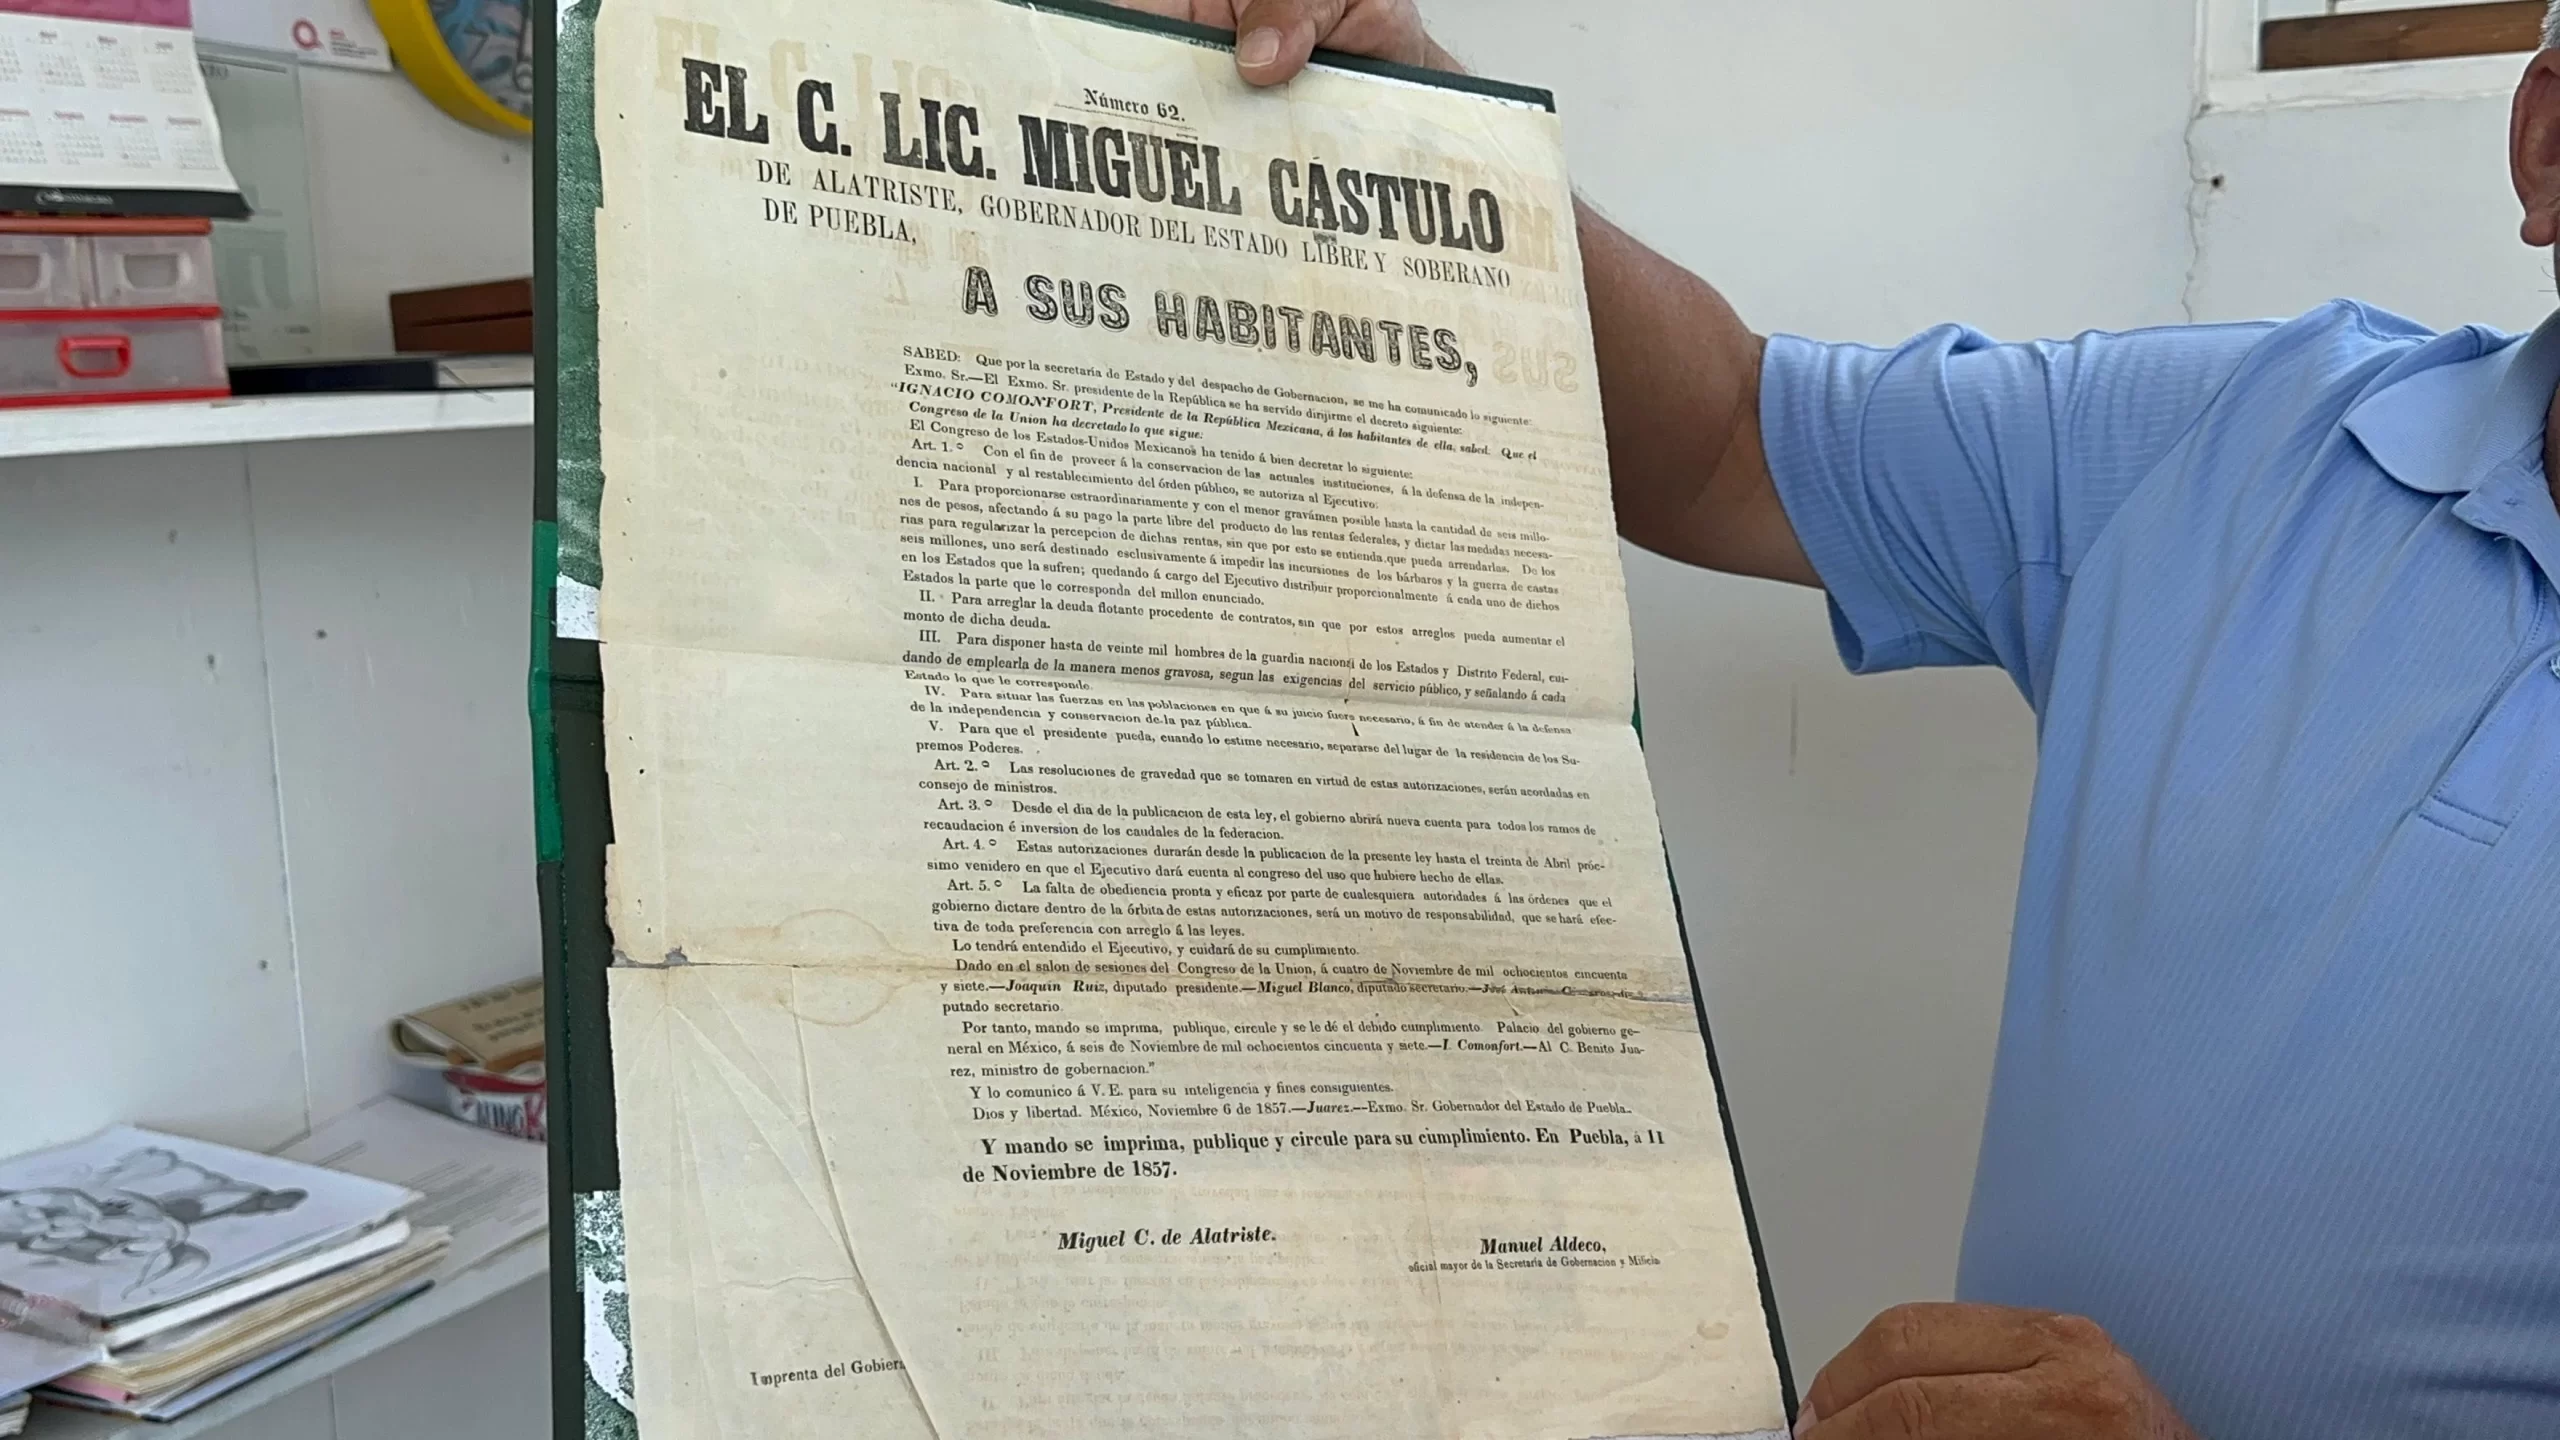 Número 62.
EL C. LIC. MIGUEL CÁSTULO
DE ALATRISTE, GOBERNADOR DEL ESTADO LIBRE Y SOBERANO
DE PUEBLA,
A SUS HABITANTES,
SABED: Que por la secretaría de Estado y del despacho de Gobernacion, se me ha comunicado lo siguiente:
Exmo. Sr.—El Exmo. Sr. presidente de la República se ha servido dirijirme el decreto siguiente:
"IGNACIO COMONFORT, Presidente de la República Mexicana, á los habitantes de ella, sabed: Que el
Congreso de la Union ha decretado lo que sigue:
El Congreso de los Estados-Unidos Mexicanos ha tenido á bien decretar lo siguiente:
Art. 1.º Con el fin de proveer á la conservacion de las actuales instituciones, á la defensa de la indepen-
dencia nacional y al restablecimiento del órden público, se autoriza al Ejecutivo:
I. Para proporcionarse estraordinariamente y con el menor gravámen posible hasta la cantidad de seis millo-
nes de pesos, afectando á su pago la parte libre del producto de las rentas federales, y dictar las medidas necesa-
rias para regularizar la percepcion de dichas rentas, sin que por esto se entienda que pueda arrendarlas. De los
seis millones, uno será destinado esclusivamente á impedir las incursiones de los bárbaros y la guerra de castas
en los Estados que la sufren; quedando á cargo del Ejecutivo distribuir proporcionalmente á cada uno de dichos
Estados la parte que le corresponda del millon enunciado.
II. Para arreglar la deuda flotante procedente de contratos, sin que por estos arreglos pueda aumentar el
monto de dicha deuda.
III. Para disponer hasta de veinte mil hombres de la guardia nacional de los Estados y Distrito Federal, cui-
dando de emplearla de la manera menos gravosa, segun las exigencias del servicio público, y señalando á cada
Estado lo que le corresponde.
IV. Para situar las fuerzas en las poblaciones en que á su juicio fuere necesario, á fin de atender á la defensa
de la independencia y conservacion de la paz pública.
V. Para que el presidente pueda, cuando lo estime necesario, separarse del lugar de la residencia de los Su-
premos Poderes.
Art. 2.º Las resoluciones de gravedad que se tomaren en virtud de estas autorizaciones, serán acordadas en
consejo de ministros.
Art. 3.º Desde el dia de la publicacion de esta ley, el gobierno abrirá nueva cuenta para todos los ramos de
recaudacion é inversion de los caudales de la federacion.
Art. 4.º Estas autorizaciones durarán desde la publicacion de la presente ley hasta el treinta de Abril próc-
simo venidero en que el Ejecutivo dará cuenta al congreso del uso que hubiere hecho de ellas.
Art. 5.º La falta de obediencia pronta y eficaz por parte de cualesquiera autoridades á las órdenes que el
gobierno dictare dentro de la órbita de estas autorizaciones, será un motivo de responsabilidad, que se hará efec-
tiva de toda preferencia con arreglo á las leyes.
Lo tendrá entendido el Ejecutivo, y cuidará de su cumplimiento.
Dado en el salon de sesiones del Congreso de la Union, á cuatro de Noviembre de mil ochocientos cincuenta
y siete.—Joaquin Ruiz, diputado presidente.—Miguel Blanco, diputado secretario.—José Antonio
putado secretario.
Por tanto, mando se imprima, publique, circule y se le dé el debido cumplimiento. Palacio del gobierno ge-
neral en México, á seis de Noviembre de mil ochocientos cincuenta y siete.—I. Comonfort.—Al C. Benito Jua-
rez, ministro de gobernacion."
Y lo comunico á V. E. para su inteligencia y fines consiguientes.
Dios y libertad. México, Noviembre 6 de 1857.—Juarez.—Exmo. Sr. Gobernador del Estado de Puebla.
Y mando se imprima, publique y circule para su cumplimiento. En Puebla, á 11
de Noviembre de 1857.
Miguel C. de Alatriste.
Manuel Aldeco,
oficial mayor de la Secretaría de Gobernacion y Milicia
Imprenta del Gobier